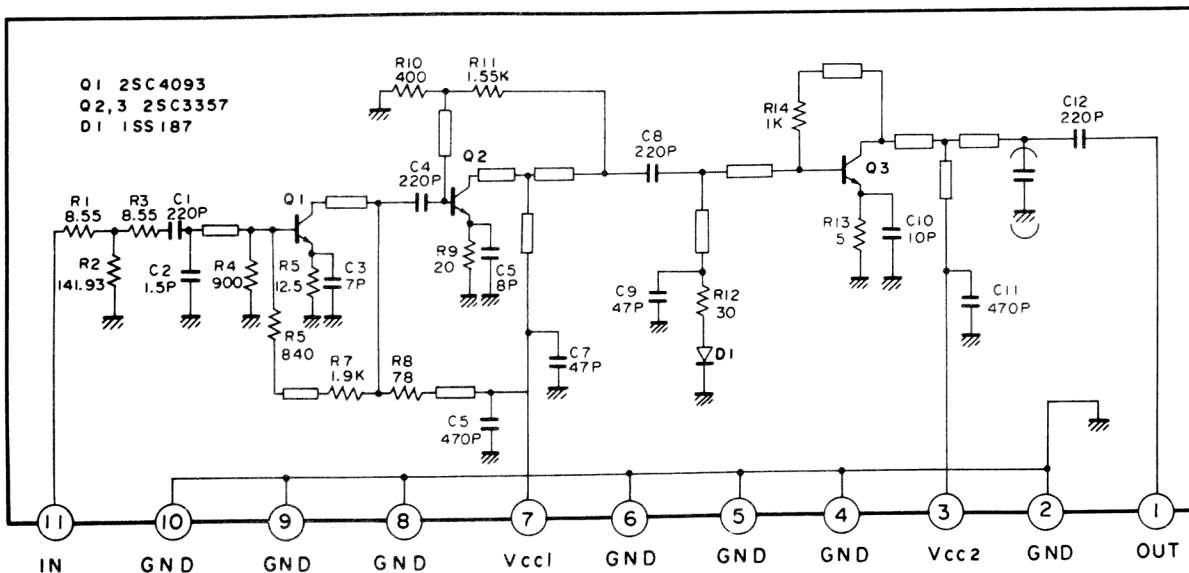 Q1 2SC4093
Q2,3 2SC3357
D1 1SS187
R10
400
R11
1.55K
R14
1K
C12
220P
C8
220P
Q2
C4
220P
Q3
Q1
R1
8.55
R3
8.55
C1
220P
R2
141.93
C2
1.5P
R4
900
R5
12.5
C3
7P
R9
20
C5
8P
R13
5
C10
10P
C9
47P
R12
30
C11
470P
R5
840
D1
C7
47P
R7
1.9K
R8
78
C5
470P
11
10
9
8
7
6
5
4
3
2
1
IN
GND
GND
GND
Vcc1
GND
GND
GND
Vcc2
GND
OUT